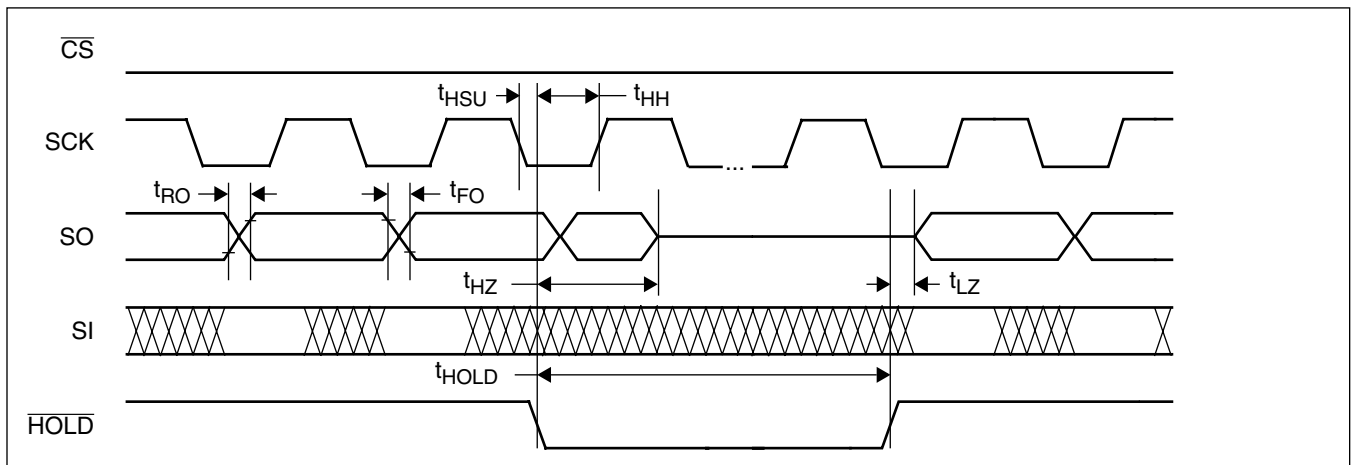 CS
tHSU tHH
SCK
...
tRO tFO
SO
tHZ tLZ
SI
tHOLD
HOLD